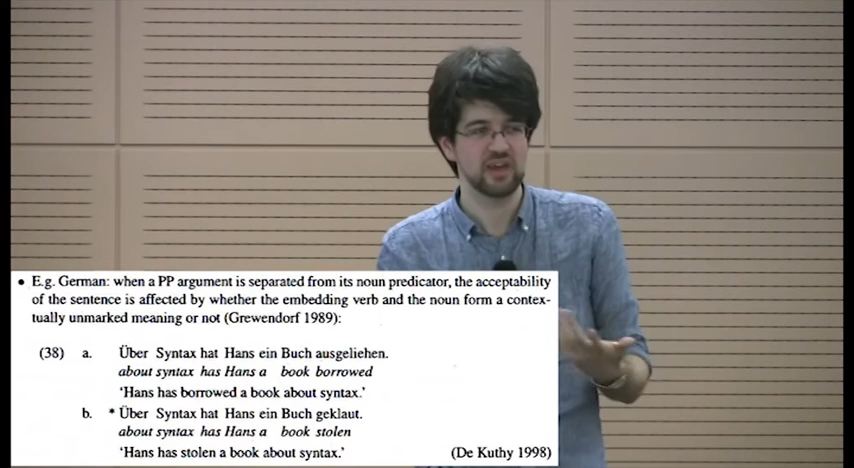 • E.g. German: when a PP argument is separated from its noun predicator, the acceptability
of the sentence is affected by whether the embedding verb and the noun form a contex-
tually unmarked meaning or not (Grewendorf 1989):
(38) a. Über Syntax hat Hans ein Buch ausgeliehen.
about syntax has Hans a book borrowed
‘Hans has borrowed a book about syntax.’
b. * Über Syntax hat Hans ein Buch geklaut.
about syntax has Hans a book stolen
‘Hans has stolen a book about syntax.’ (De Kuthy 1998)